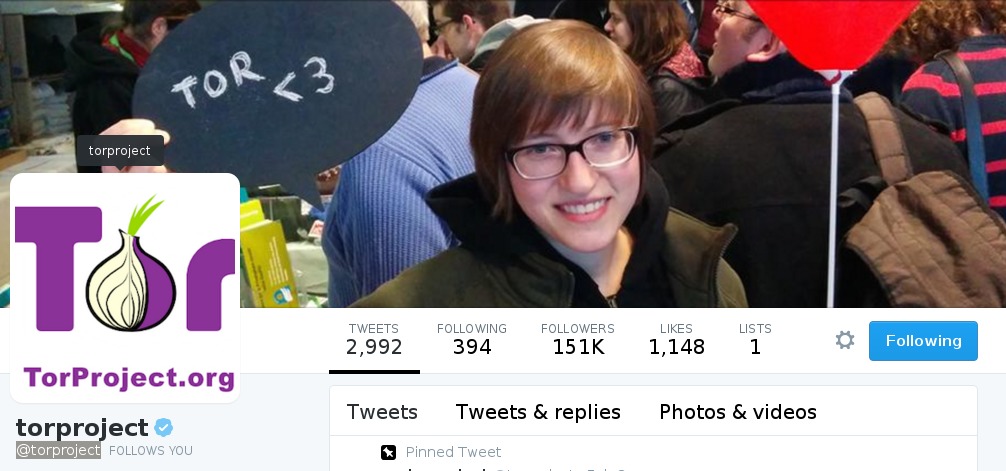 TOR <3
torproject
Tor
TorProject.org
TWEETS FOLLOWING FOLLOWERS LIKES LISTS
2,992 394 151K 1,148 1
Following
torproject
@torproject FOLLOWS YOU
Tweets Tweets & replies Photos & videos
Pinned Tweet